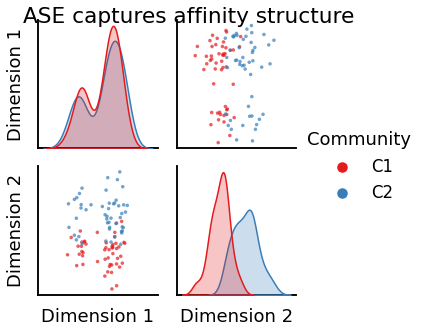 ASE captures affinity structure
Dimension 1
Community
C1
C2
Dimension 2
Dimension 1
Dimension 2